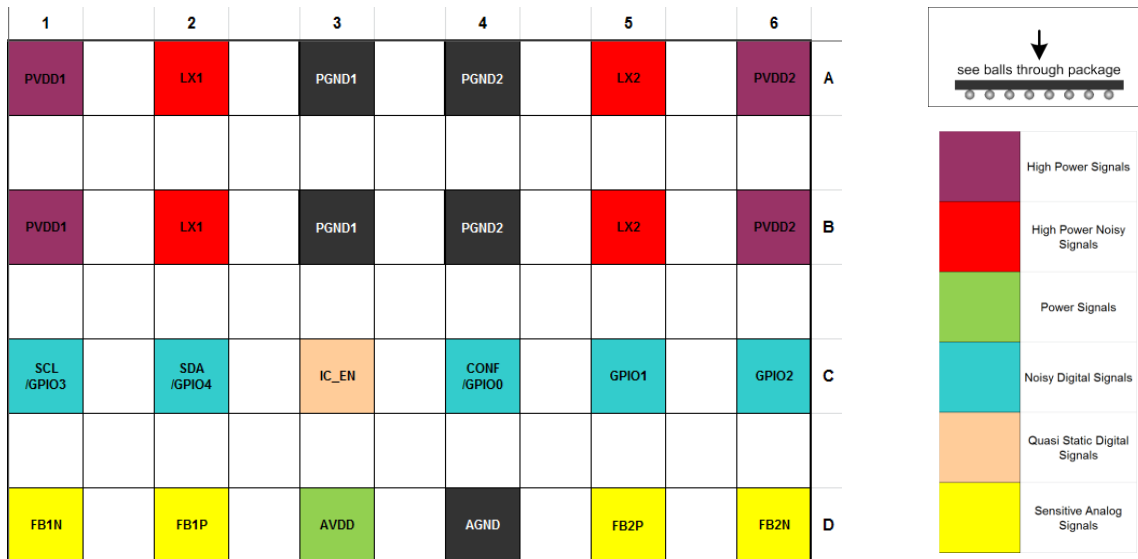 1 2 3 4 5 6
PVDD1 LX1 PGND1 PGND2 LX2 PVDD2 A
PVDD1 LX1 PGND1 PGND2 LX2 PVDD2 B
SCL SDA IC_EN CONF GPIO1 GPIO2 C
/GPIO3 /GPIO4 /GPIO0
FB1N FB1P AVDD AGND FB2P FB2N D
see balls through package
High Power Signals
High Power Noisy
Signals
Power Signals
Noisy Digital Signals
Quasi Static Digital
Signals
Sensitive Analog
Signals